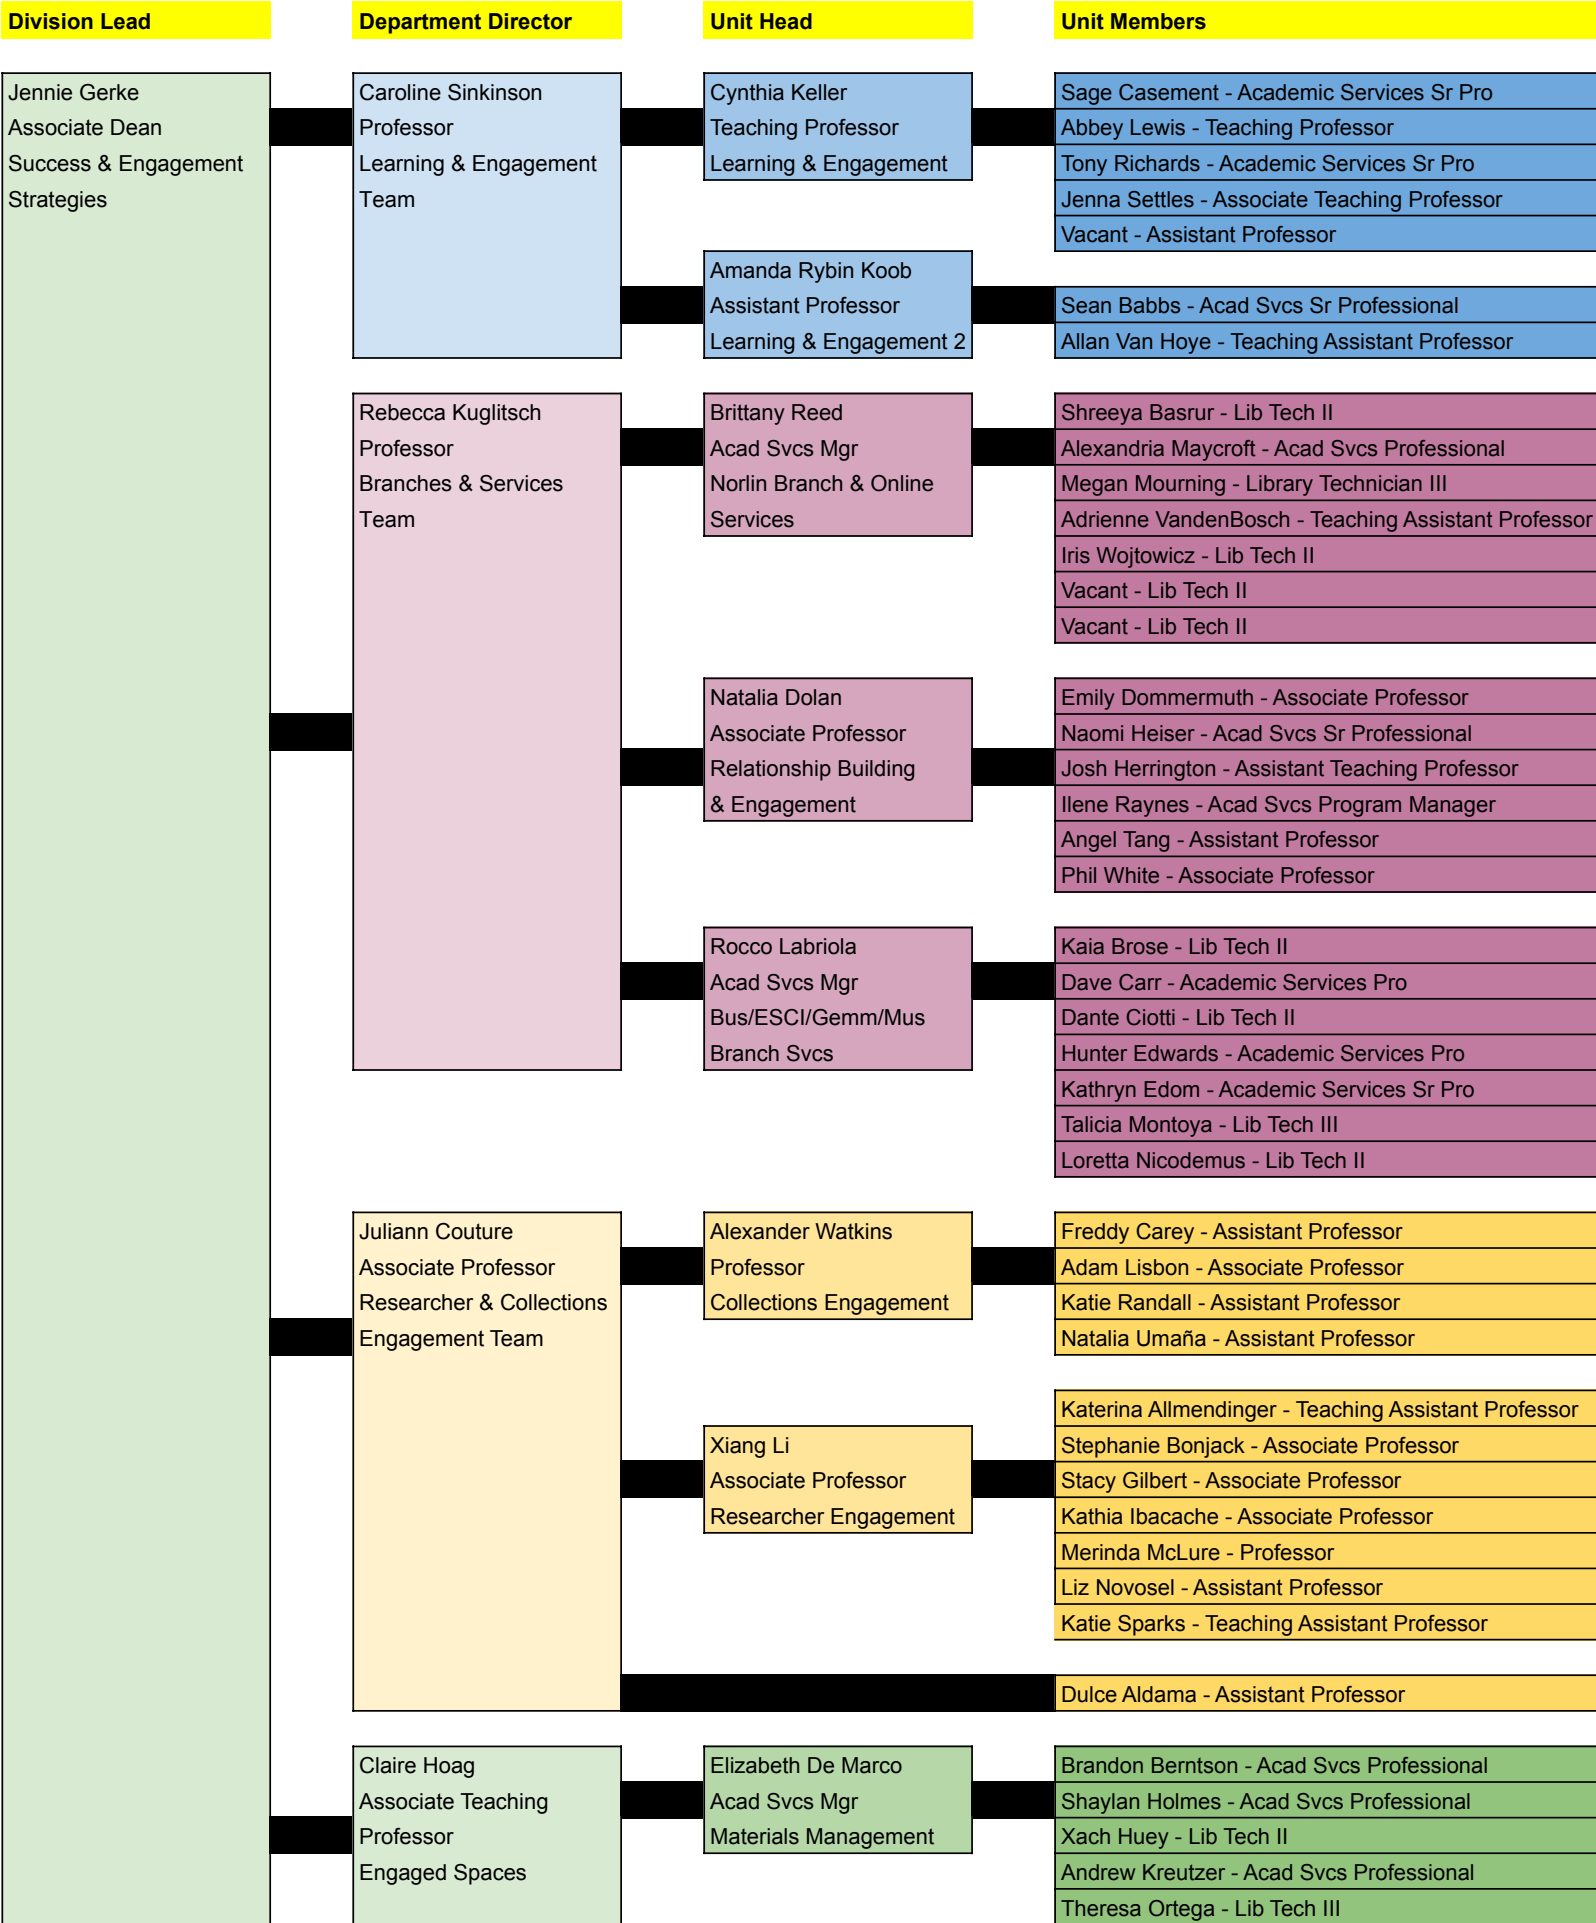 Division Lead
Department Director
Unit Head
Unit Members
Jennie Gerke
Associate Dean
Success & Engagement
Strategies
Caroline Sinkinson
Professor
Learning & Engagement
Team
Cynthia Keller
Teaching Professor
Learning & Engagement
Sage Casement - Academic Services Sr Pro
Abbey Lewis - Teaching Professor
Tony Richards - Academic Services Sr Pro
Jenna Settles - Associate Teaching Professor
Vacant - Assistant Professor
Amanda Rybin Koob
Assistant Professor
Learning & Engagement 2
Sean Babbs - Acad Svcs Sr Professional
Allan Van Hoye - Teaching Assistant Professor
Rebecca Kuglitsch
Professor
Branches & Services
Team
Brittany Reed
Acad Svcs Mgr
Norlin Branch & Online
Services
Shreeya Basrur - Lib Tech II
Alexandria Maycroft - Acad Svcs Professional
Megan Mourning - Library Technician III
Adrienne VandenBosch - Teaching Assistant Professor
Iris Wojtowicz - Lib Tech II
Vacant - Lib Tech II
Vacant - Lib Tech II
Natalia Dolan
Associate Professor
Relationship Building
& Engagement
Emily Dommermuth - Associate Professor
Naomi Heiser - Acad Svcs Sr Professional
Josh Herrington - Assistant Teaching Professor
Ilene Raynes - Acad Svcs Program Manager
Angel Tang - Assistant Professor
Phil White - Associate Professor
Rocco Labriola
Acad Svcs Mgr
Bus/ESCI/Gemm/Mus
Branch Svcs
Kaia Brose - Lib Tech II
Dave Carr - Academic Services Pro
Dante Ciotti - Lib Tech II
Hunter Edwards - Academic Services Pro
Kathryn Edom - Academic Services Sr Pro
Talicia Montoya - Lib Tech III
Loretta Nicodemus - Lib Tech II
Juliann Couture
Associate Professor
Researcher & Collections
Engagement Team
Alexander Watkins
Professor
Collections Engagement
Freddy Carey - Assistant Professor
Adam Lisbon - Associate Professor
Katie Randall - Assistant Professor
Natalia Umaña - Assistant Professor
Xiang Li
Associate Professor
Researcher Engagement
Katerina Allmendinger - Teaching Assistant Professor
Stephanie Bonjack - Associate Professor
Stacy Gilbert - Associate Professor
Kathia Ibacache - Associate Professor
Merinda McLure - Professor
Liz Novosel - Assistant Professor
Katie Sparks - Teaching Assistant Professor
Dulce Aldama - Assistant Professor
Claire Hoag
Associate Teaching
Professor
Engaged Spaces
Elizabeth De Marco
Acad Svcs Mgr
Materials Management
Brandon Berntson - Acad Svcs Professional
Shaylan Holmes - Acad Svcs Professional
Xach Huey - Lib Tech II
Andrew Kreutzer - Acad Svcs Professional
Theresa Ortega - Lib Tech III